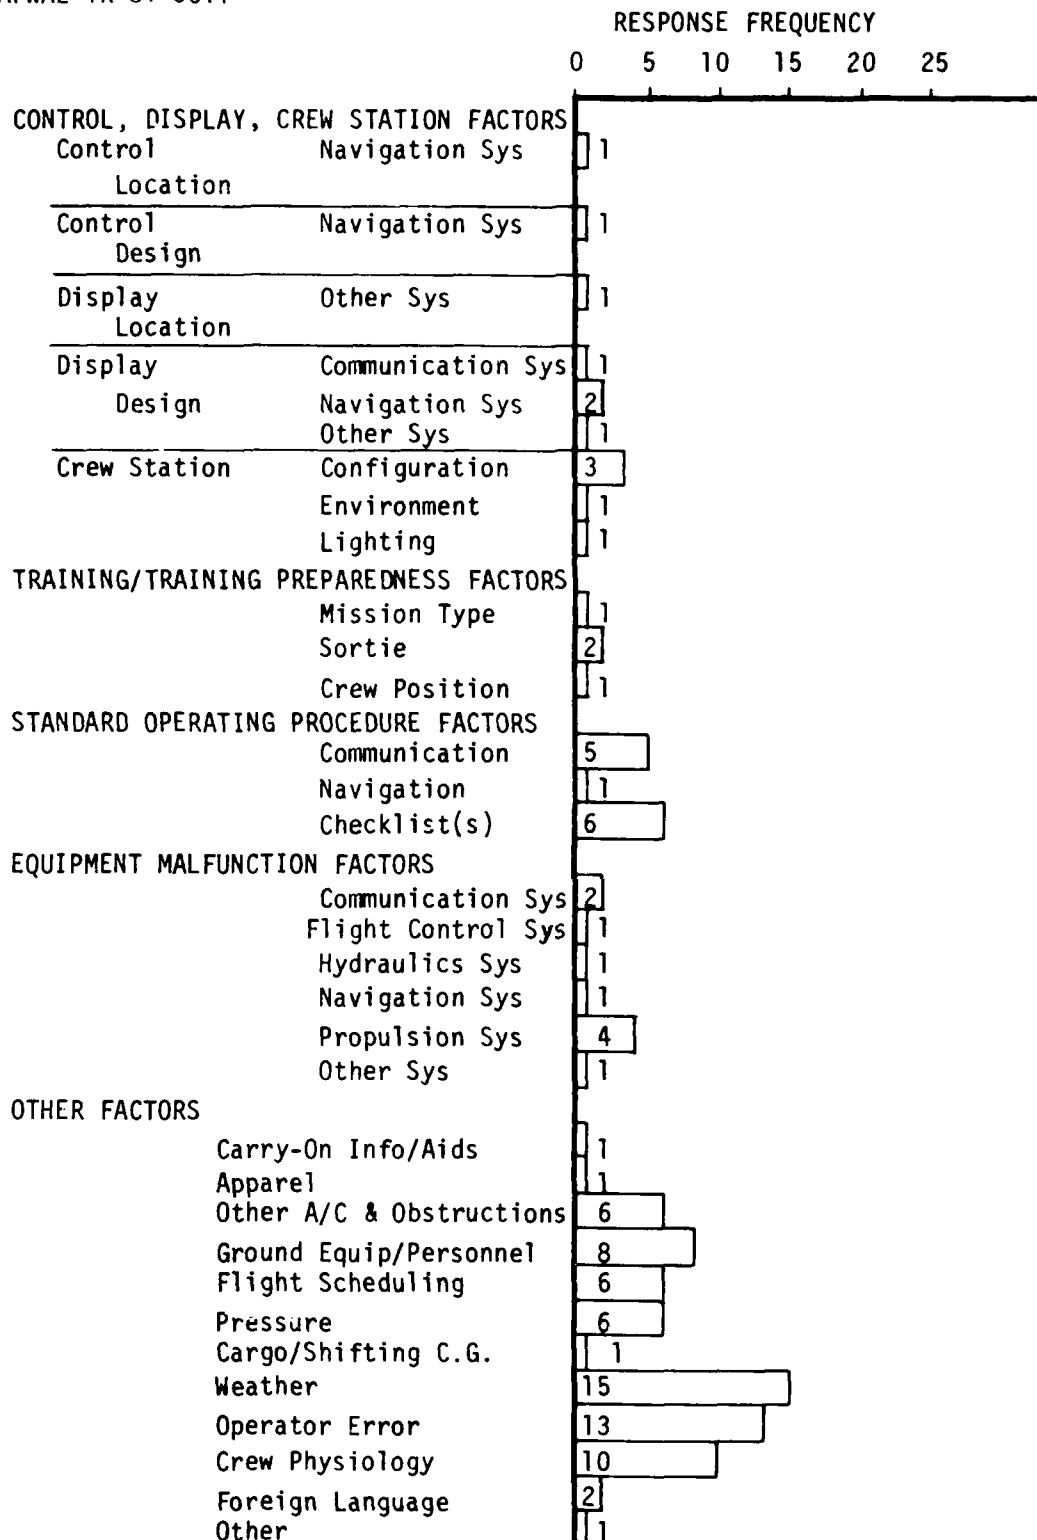 RESPONSE FREQUENCY
0 5 10 15 20 25
CONTROL, DISPLAY, CREW STATION FACTORS
Control Navigation Sys 1
Location
Control Navigation Sys 1
Design
Display Other Sys 1
Location
Display Communication Sys 1
Design Navigation Sys 2
Other Sys 1
Crew Station Configuration 3
Environment 1
Lighting 1
TRAINING/TRAINING PREPAREDNESS FACTORS
Mission Type 1
Sortie 2
Crew Position 1
STANDARD OPERATING PROCEDURE FACTORS
Communication 5
Navigation 1
Checklist(s) 6
EQUIPMENT MALFUNCTION FACTORS
Communication Sys 2
Flight Control Sys 1
Hydraulics Sys 1
Navigation Sys 1
Propulsion Sys 4
Other Sys 1
OTHER FACTORS
Carry-On Info/Aids 1
Apparel 1
Other A/C & Obstructions 6
Ground Equip/Personnel 8
Flight Scheduling 6
Pressure 6
Cargo/Shifting C.G. 1
Weather 15
Operator Error 13
Crew Physiology 10
Foreign Language 2
Other 1